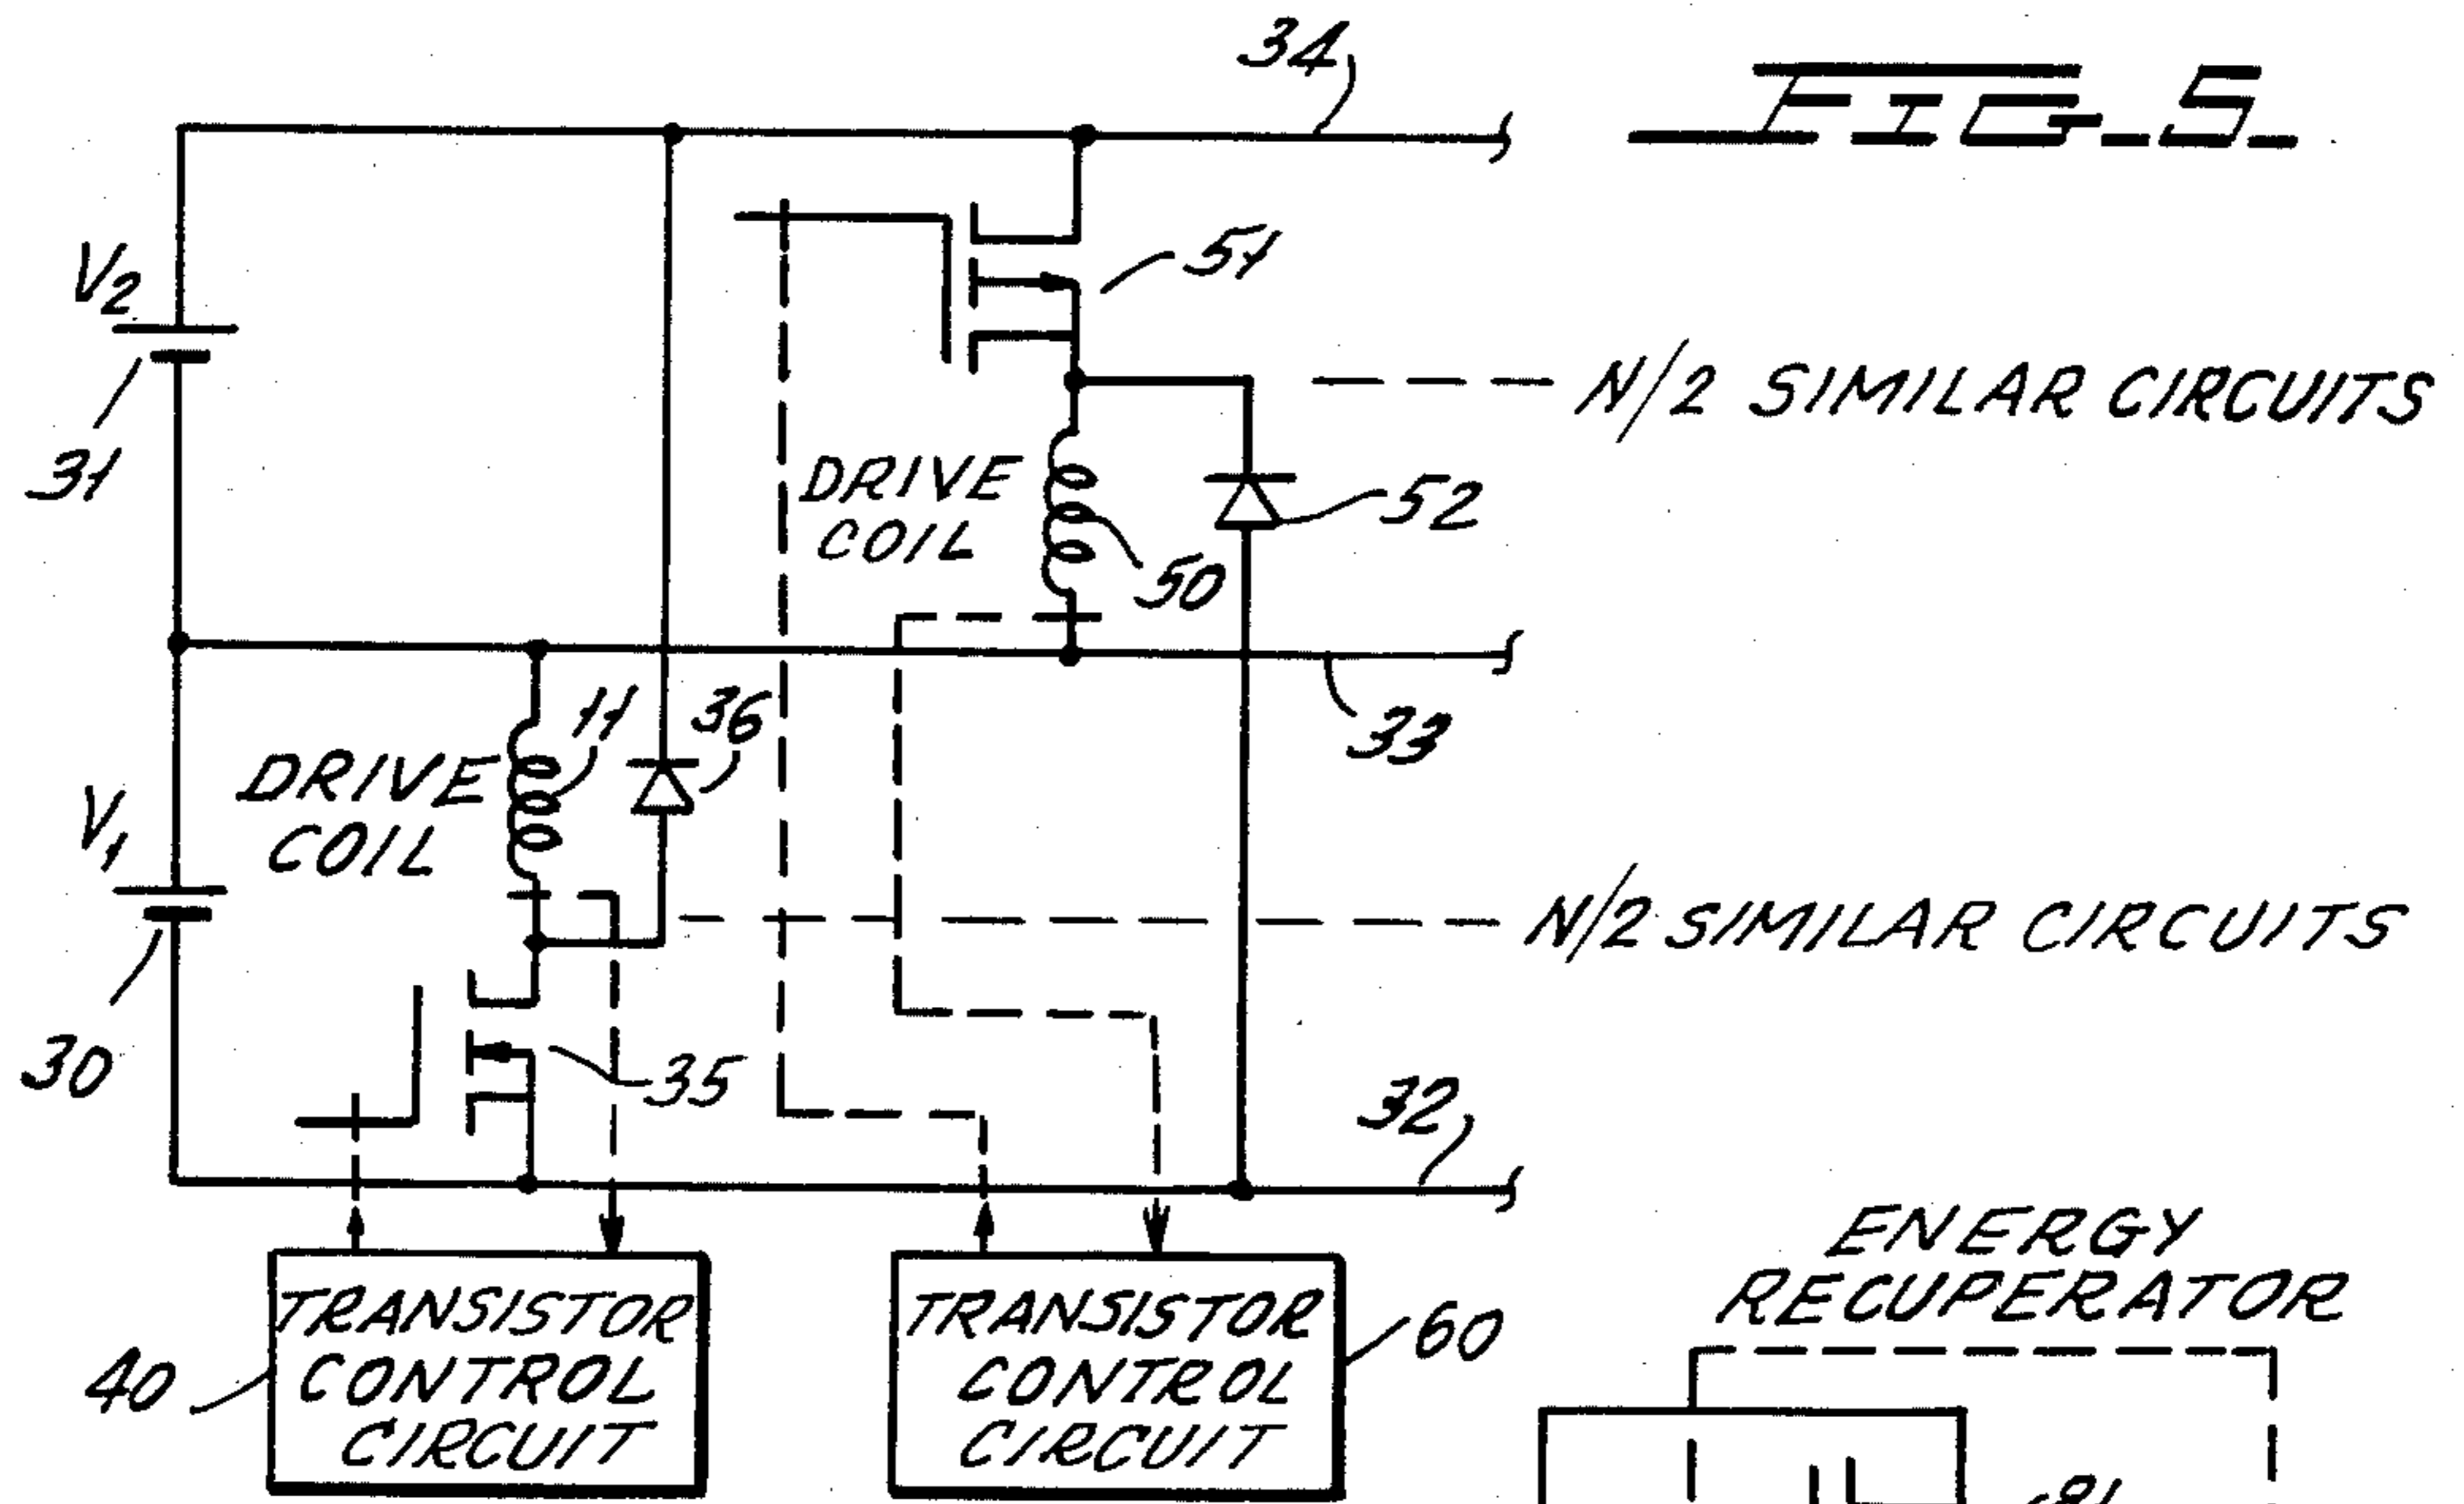 34
FIG-5-
V2
51
N/2 SIMILAR CIRCUITS
31
DRIVE
COIL
52
50
11
36
33
DRIVE
COIL
V1
N/2 SIMILAR CIRCUITS
30
35
32
ENERGY
RECUPERATOR
TRANSISTOR
CONTROL
CIRCUIT
40
TRANSISTOR
CONTROL
CIRCUIT
60